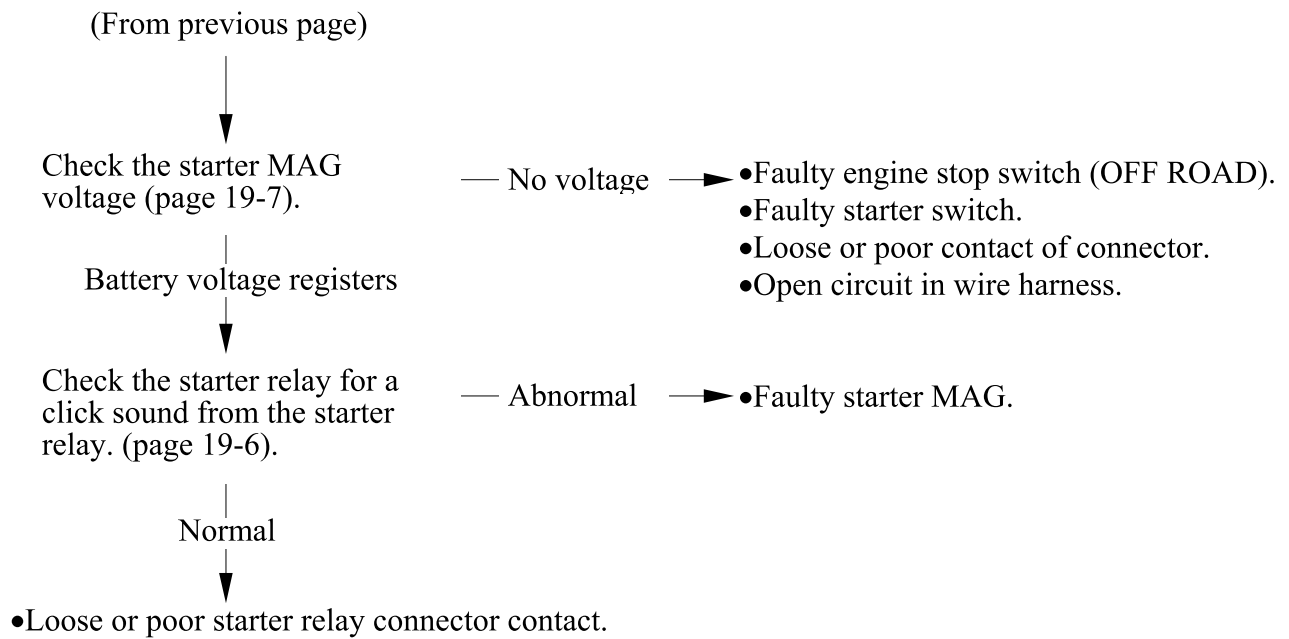 (From previous page)
Check the starter MAG
voltage (page 19-7).
No voltage
•Faulty engine stop switch (OFF ROAD).
•Faulty starter switch.
•Loose or poor contact of connector.
•Open circuit in wire harness.
Battery voltage registers
Check the starter relay for a
click sound from the starter
relay. (page 19-6).
Abnormal
•Faulty starter MAG.
Normal
•Loose or poor starter relay connector contact.